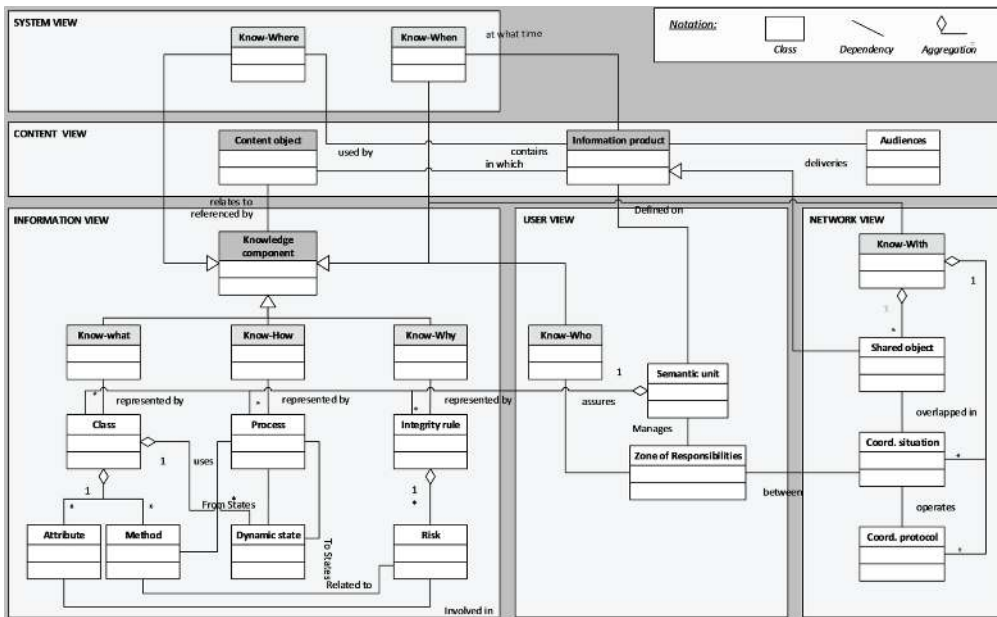 SYSTEM VIEW
Know-Where
Know-When
at what time
Notation:
Class
Dependency
Aggregation
CONTENT VIEW
Content object
used by
contains
in which
Information product
deliveries
Audiences
relates to
referenced by
Defined on
INFORMATION VIEW
USER VIEW
NETWORK VIEW
Knowledge
component
Know-With
1
1
*
Know-what
Know-How
Know-Why
Know-Who
Shared object
*
represented by
*
represented by
*
represented by
1
assures
Semantic unit
overlapped in
Class
Process
Integrity rule
Manages
Coord. situation
1
uses
Zone of Responsibilities
*
1
1
between
*
*
From States
*
*
operates
Attribute
Method
Dynamic state
Risk
Coord. protocol
*
To States
Related to
Involved in